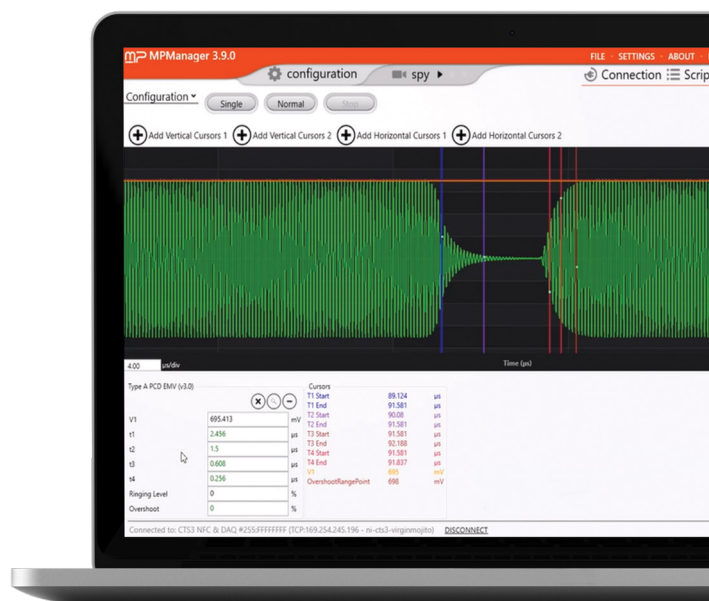 MP MPManager 3.9.0
FILE · SETTINGS · ABOUT ·
configuration
spy
Connection
Scrip
Configuration
Single
Normal
Stop
Add Vertical Cursors 1
Add Vertical Cursors 2
Add Horizontal Cursors 1
Add Horizontal Cursors 2
4.00 µs/div
Time (µs)
Type A PCD EMV (v3.0)
V1 695.413 mV
t1 2.456 µs
t2 1.5 µs
t3 0.608 µs
t4 0.256 µs
Ringing Level 0 %
Overshoot 0 %
Cursors
T1 Start 89.124 µs
T1 End 91.581 µs
T2 Start 90.08 µs
T2 End 91.581 µs
T3 Start 91.581 µs
T3 End 92.188 µs
T4 Start 91.581 µs
T4 End 91.837 µs
V1 695 mV
OvershootRangePoint 698 mV
Connected to: CTS3 NFC & DAQ #255:FFFFFFFF (TCP:169.254.245.196 - ni-cts3-virginmojito) DISCONNECT